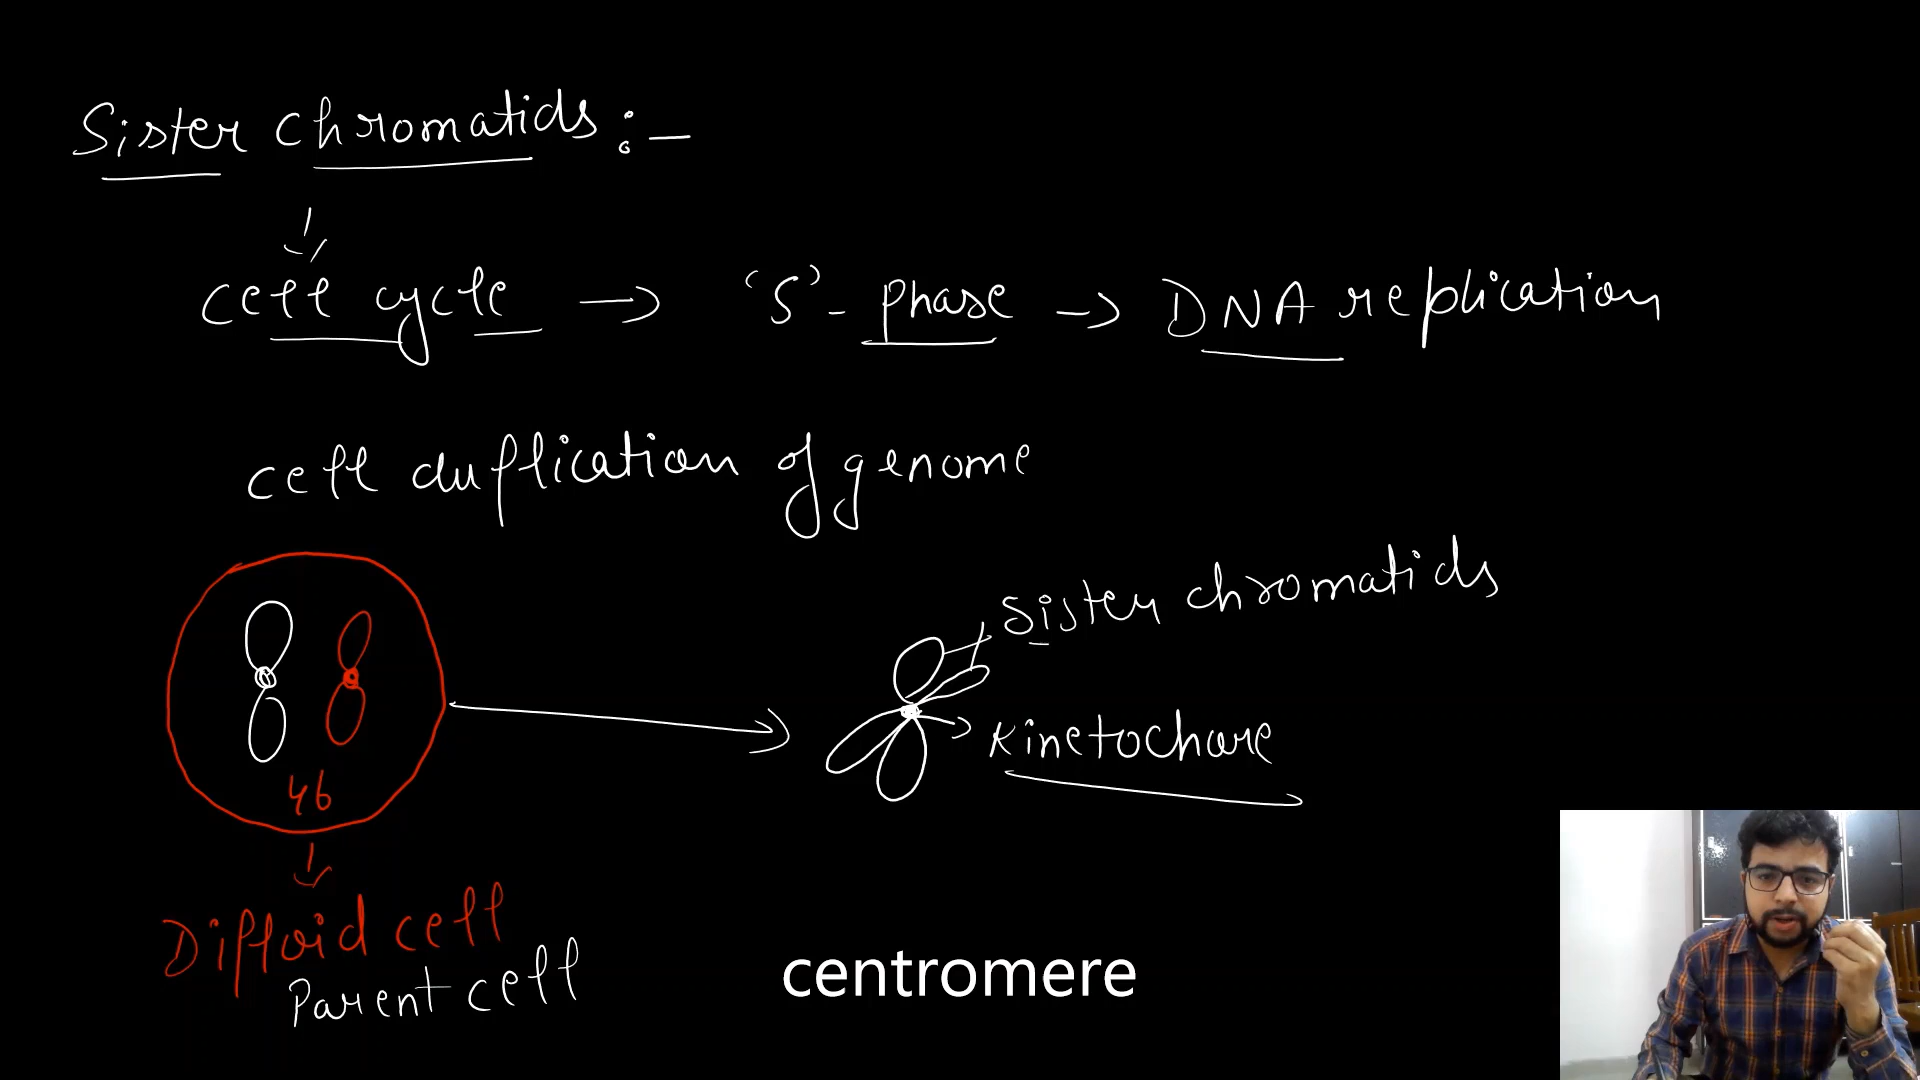 Sister chromatids :-
cell cycle → 'S' - phase → DNA replication
cell duplication of genome
Sister chromatids
Kinetochore
46
Diploid cell
Parent cell
centromere